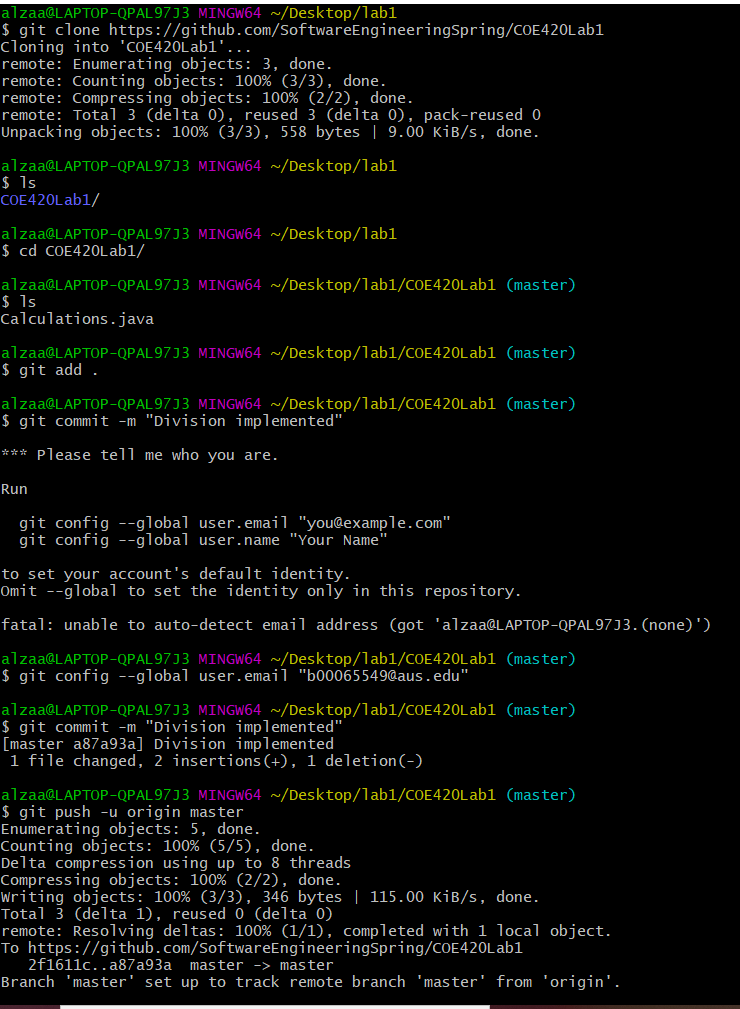 alzaa@LAPTOP-QPAL97J3 MINGW64 ~/Desktop/lab1
$ git clone https://github.com/SoftwareEngineeringSpring/COE420Lab1
Cloning into 'COE420Lab1'...
remote: Enumerating objects: 3, done.
remote: Counting objects: 100% (3/3), done.
remote: Compressing objects: 100% (2/2), done.
remote: Total 3 (delta 0), reused 3 (delta 0), pack-reused 0
Unpacking objects: 100% (3/3), 558 bytes | 9.00 KiB/s, done.

alzaa@LAPTOP-QPAL97J3 MINGW64 ~/Desktop/lab1
$ ls
COE420Lab1/

alzaa@LAPTOP-QPAL97J3 MINGW64 ~/Desktop/lab1
$ cd COE420Lab1/

alzaa@LAPTOP-QPAL97J3 MINGW64 ~/Desktop/lab1/COE420Lab1 (master)
$ ls
Calculations.java

alzaa@LAPTOP-QPAL97J3 MINGW64 ~/Desktop/lab1/COE420Lab1 (master)
$ git add .

alzaa@LAPTOP-QPAL97J3 MINGW64 ~/Desktop/lab1/COE420Lab1 (master)
$ git commit -m "Division implemented"

*** Please tell me who you are.

Run

  git config --global user.email "you@example.com"
  git config --global user.name "Your Name"

to set your account's default identity.
Omit --global to set the identity only in this repository.

fatal: unable to auto-detect email address (got 'alzaa@LAPTOP-QPAL97J3.(none)')

alzaa@LAPTOP-QPAL97J3 MINGW64 ~/Desktop/lab1/COE420Lab1 (master)
$ git config --global user.email "b00065549@aus.edu"

alzaa@LAPTOP-QPAL97J3 MINGW64 ~/Desktop/lab1/COE420Lab1 (master)
$ git commit -m "Division implemented"
[master a87a93a] Division implemented
 1 file changed, 2 insertions(+), 1 deletion(-)

alzaa@LAPTOP-QPAL97J3 MINGW64 ~/Desktop/lab1/COE420Lab1 (master)
$ git push -u origin master
Enumerating objects: 5, done.
Counting objects: 100% (5/5), done.
Delta compression using up to 8 threads
Compressing objects: 100% (2/2), done.
Writing objects: 100% (3/3), 346 bytes | 115.00 KiB/s, done.
Total 3 (delta 1), reused 0 (delta 0)
remote: Resolving deltas: 100% (1/1), completed with 1 local object.
To https://github.com/SoftwareEngineeringSpring/COE420Lab1
   2f1611c..a87a93a  master -> master
Branch 'master' set up to track remote branch 'master' from 'origin'.